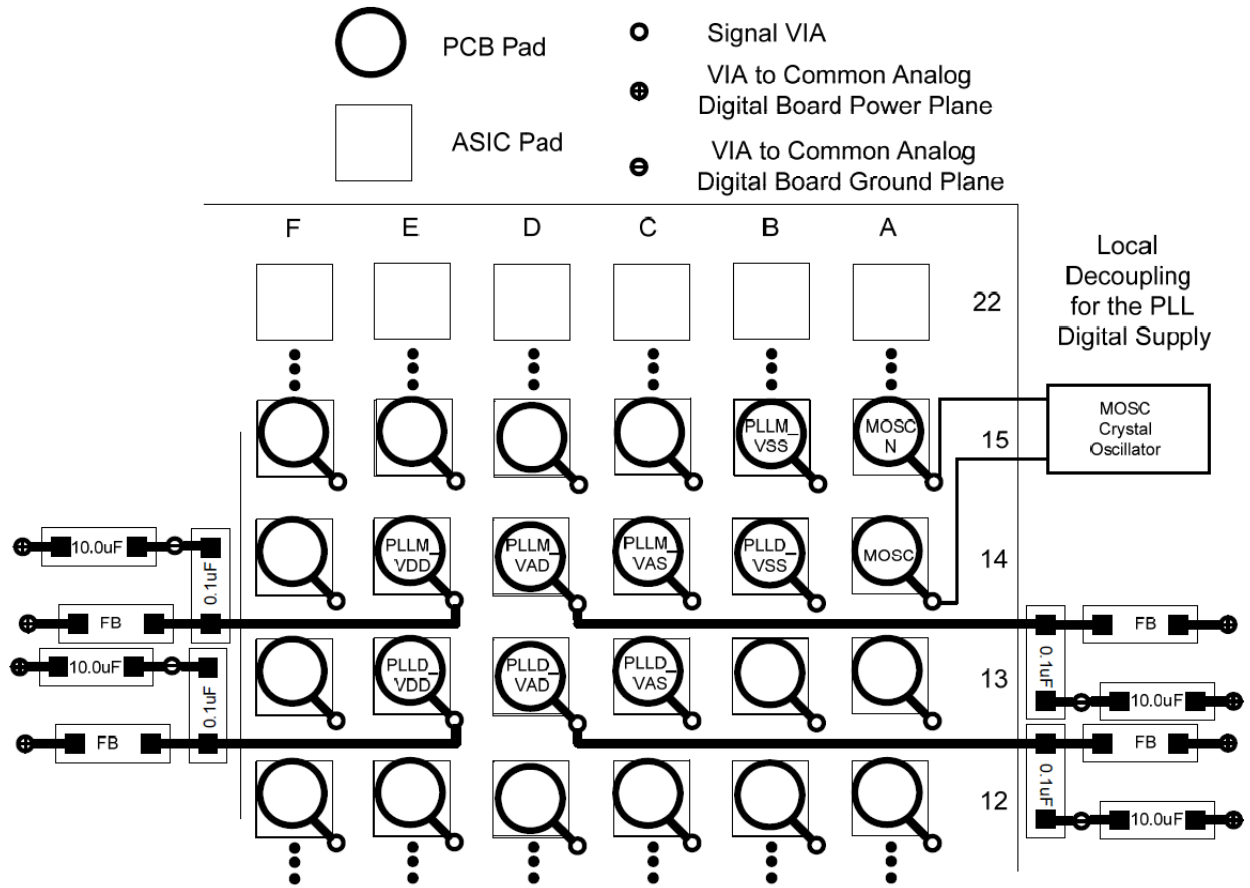 PCB Pad
Signal VIA
VIA to Common Analog
Digital Board Power Plane
ASIC Pad
VIA to Common Analog
Digital Board Ground Plane
F E D C B A
Local
Decoupling
for the PLL
Digital Supply
22
PLLM_
VSS
MOSC
N
15
MOSC
Crystal
Oscillator
10.0uF
0.1uF
FB
PLLM_
VDD
PLLM_
VAD
PLLM_
VAS
PLLD_
VSS
MOSC
14
FB
0.1uF
10.0uF
10.0uF
0.1uF
FB
PLLD_
VDD
PLLD_
VAD
PLLD_
VAS
13
FB
0.1uF
10.0uF
12